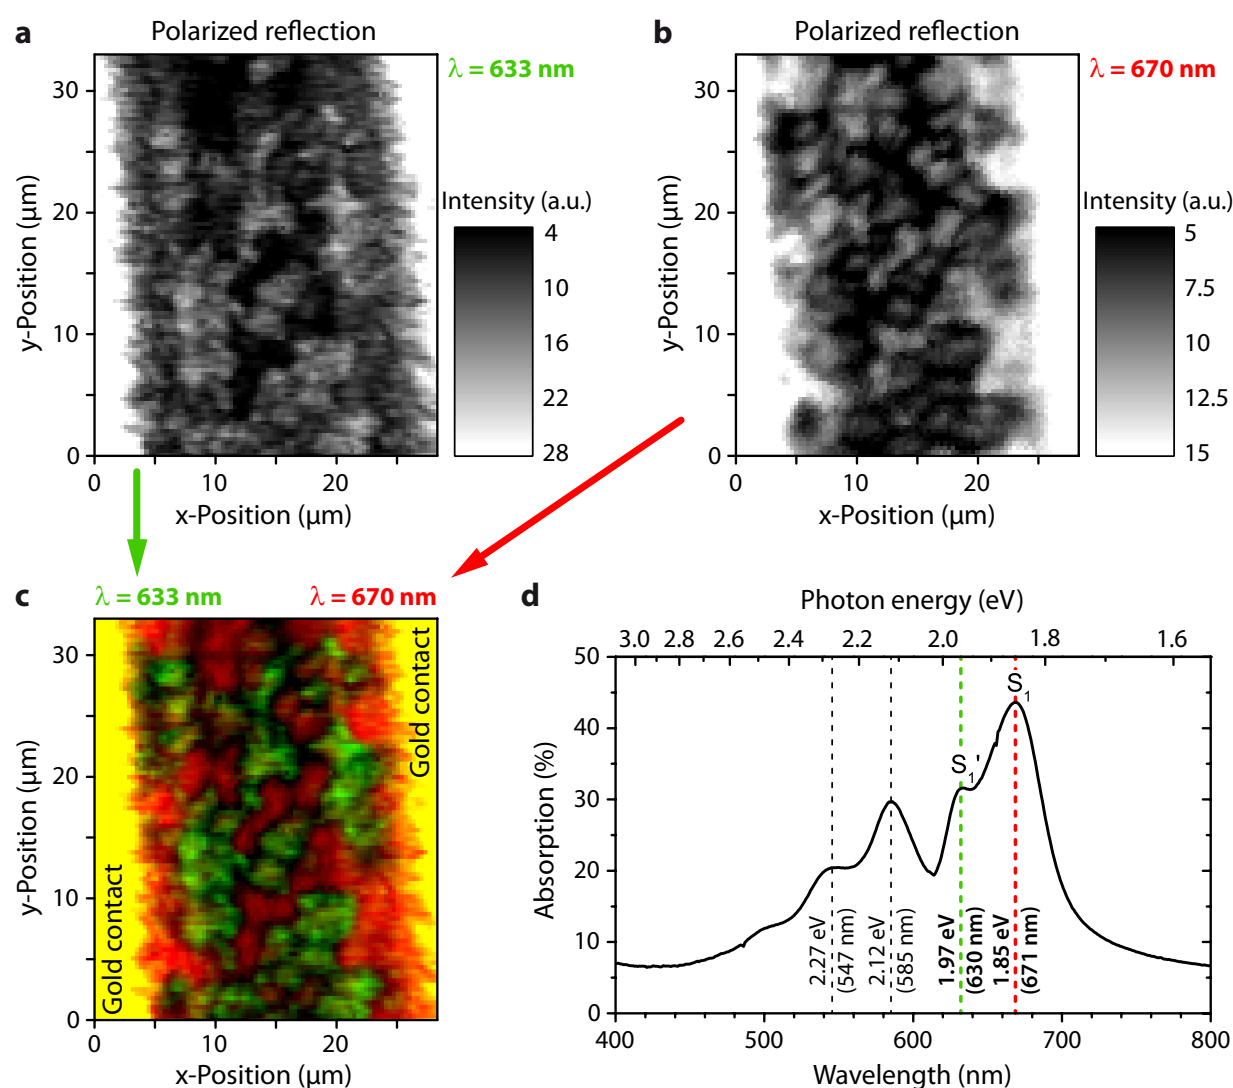 a
Polarized reflection
λ = 633 nm
30
20
10
0
y-Position (µm)
0
10
20
x-Position (µm)
Intensity (a.u.)
4
10
16
22
28
b
Polarized reflection
λ = 670 nm
30
20
10
0
y-Position (µm)
0
10
20
x-Position (µm)
Intensity (a.u.)
5
7.5
10
12.5
15
c
λ = 633 nm
λ = 670 nm
30
20
10
0
y-Position (µm)
Gold contact
Gold contact
0
10
20
x-Position (µm)
d
Photon energy (eV)
3.0 2.8 2.6 2.4 2.2 2.0 1.8 1.6
50
40
30
20
10
0
Absorption (%)
S₁'
S₁
2.27 eV
(547 nm)
2.12 eV
(585 nm)
1.97 eV
(630 nm)
1.85 eV
(671 nm)
400 500 600 700 800
Wavelength (nm)